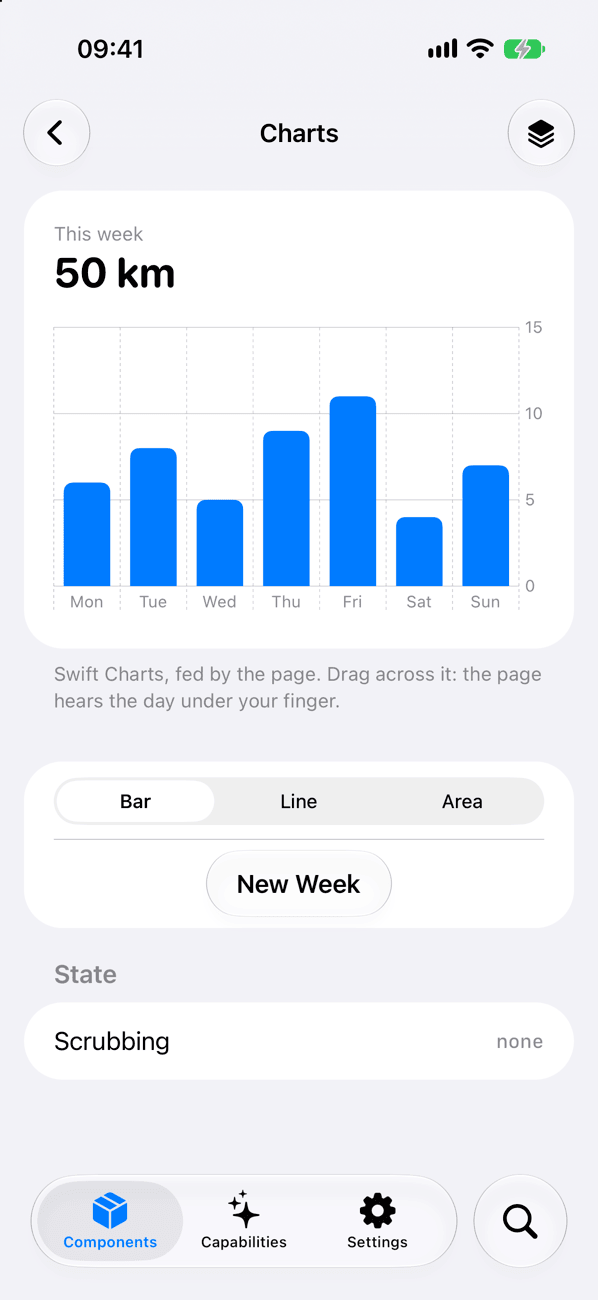 09:41
Charts
This week
50 km
15
10
5
0
Mon Tue Wed Thu Fri Sat Sun
Swift Charts, fed by the page. Drag across it: the page
hears the day under your finger.
Bar Line Area
New Week
State
Scrubbing none
Components Capabilities Settings